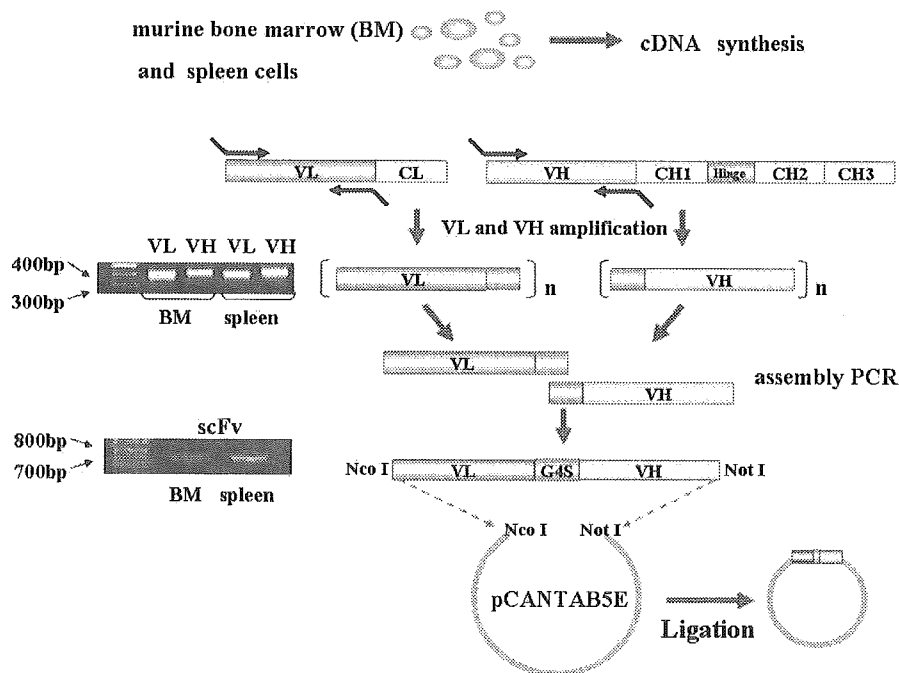 murine bone marrow (BM)
and spleen cells
cDNA synthesis
VL
CL
VH
CH1
Hinge
CH2
CH3
VL and VH amplification
VL VH VL VH
400bp
300bp
BM
spleen
VL
n
VH
n
VL
VH
assembly PCR
scFv
800bp
700bp
BM
spleen
Nco I
VL
G4S
VH
Not I
Nco I
Not I
pCANTAB5E
Ligation